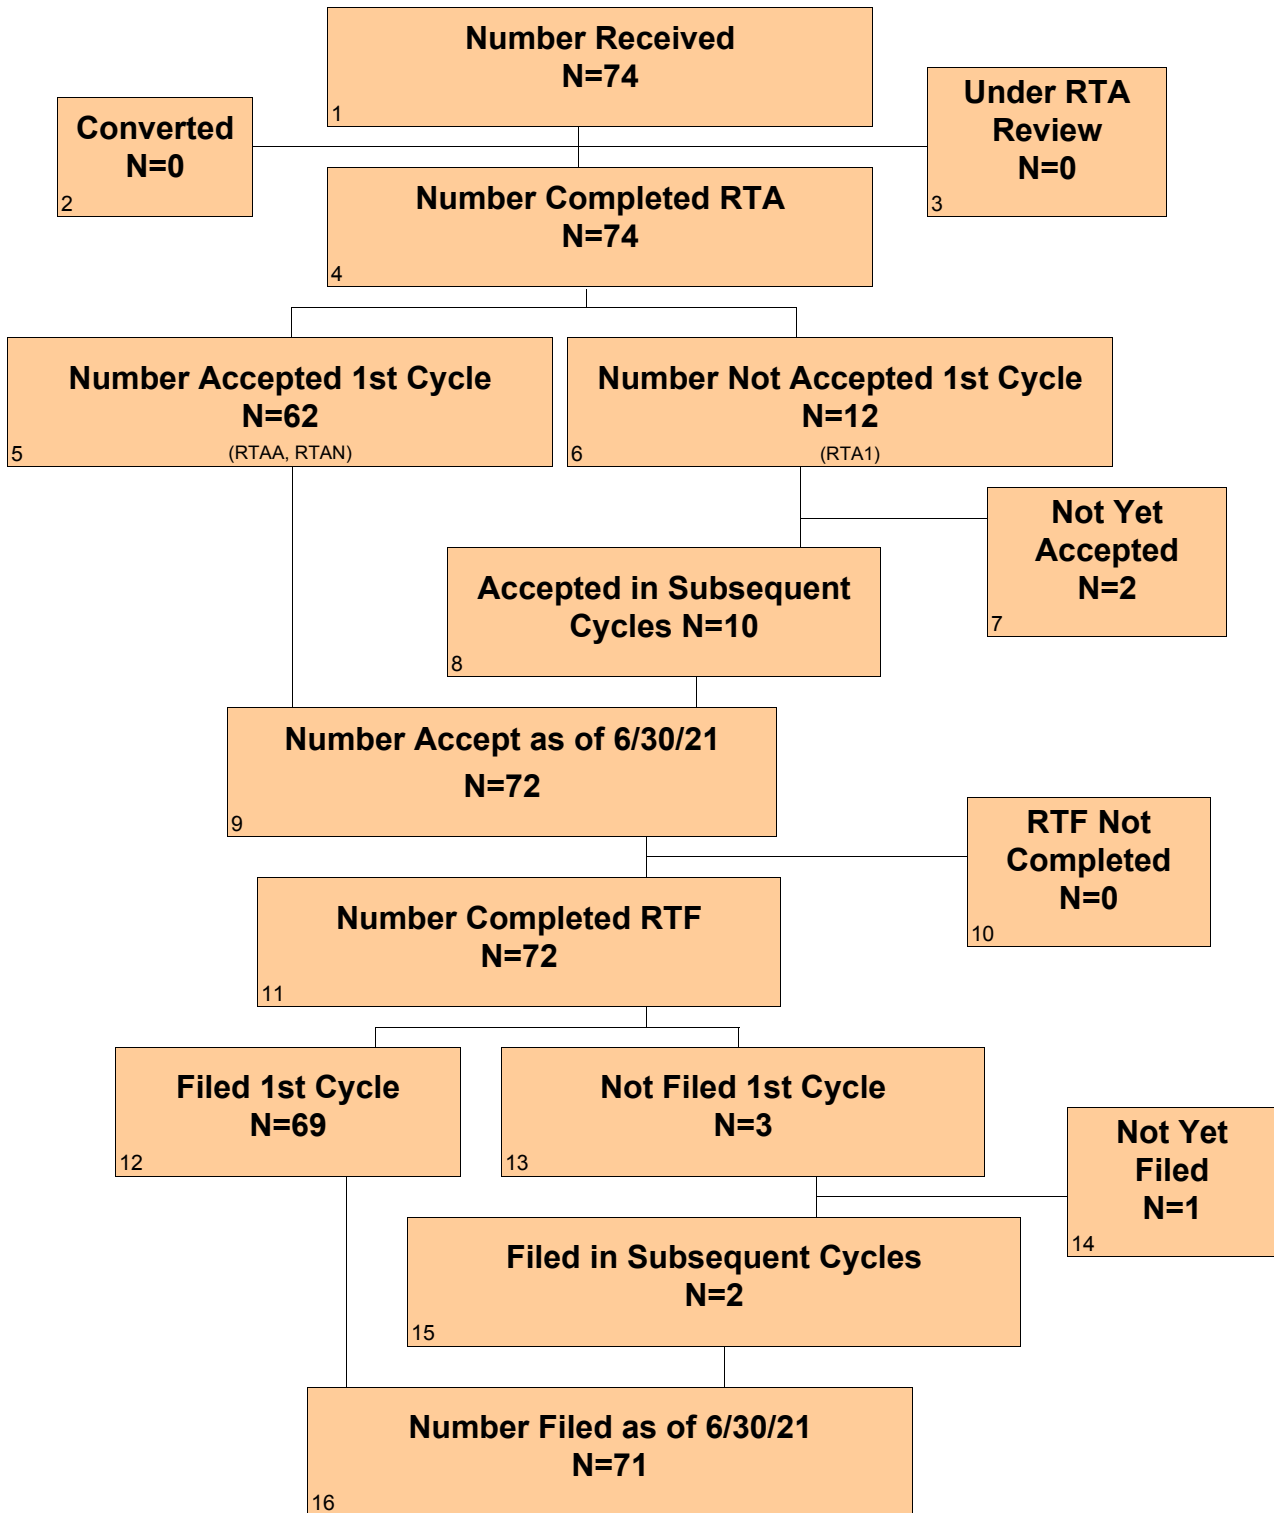 Number Received
N=74
1
Converted
N=0
2
Under RTA
Review
N=0
3
Number Completed RTA
N=74
4
Number Accepted 1st Cycle
N=62
(RTAA, RTAN)
5
Number Not Accepted 1st Cycle
N=12
(RTA1)
6
Not Yet
Accepted
N=2
7
Accepted in Subsequent
Cycles N=10
8
Number Accept as of 6/30/21
N=72
9
RTF Not
Completed
N=0
10
Number Completed RTF
N=72
11
Filed 1st Cycle
N=69
12
Not Filed 1st Cycle
N=3
13
Not Yet
Filed
N=1
14
Filed in Subsequent Cycles
N=2
15
Number Filed as of 6/30/21
N=71
16